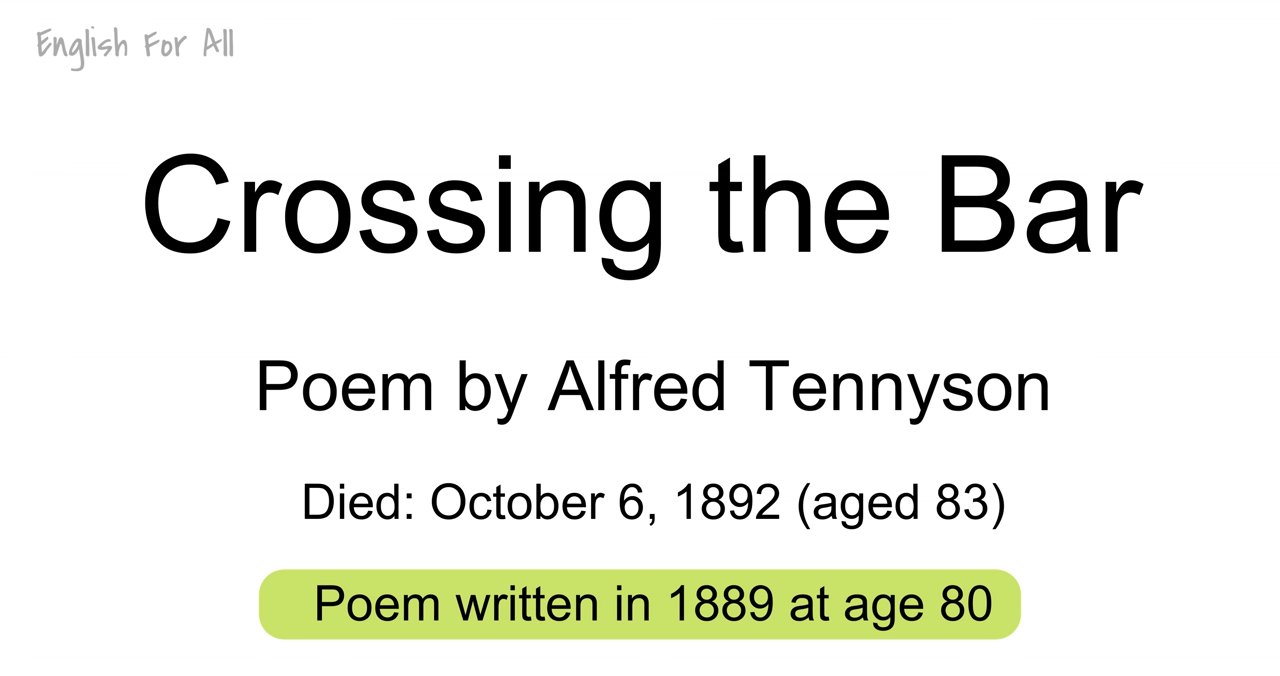 English For All
Crossing the Bar
Poem by Alfred Tennyson
Died: October 6, 1892 (aged 83)
Poem written in 1889 at age 80